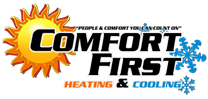 "PEOPLE & COMFORT YOU CAN COUNT ON"
COMFORT
FIRST
HEATING & COOLING